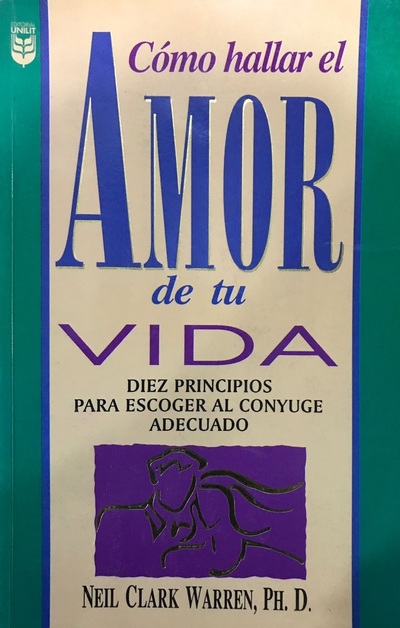 EDITORIAL
UNILIT
Cómo hallar el
AMOR
de tu
VIDA
DIEZ PRINCIPIOS
PARA ESCOGER AL CONYUGE
ADECUADO
NEIL CLARK WARREN, PH. D.